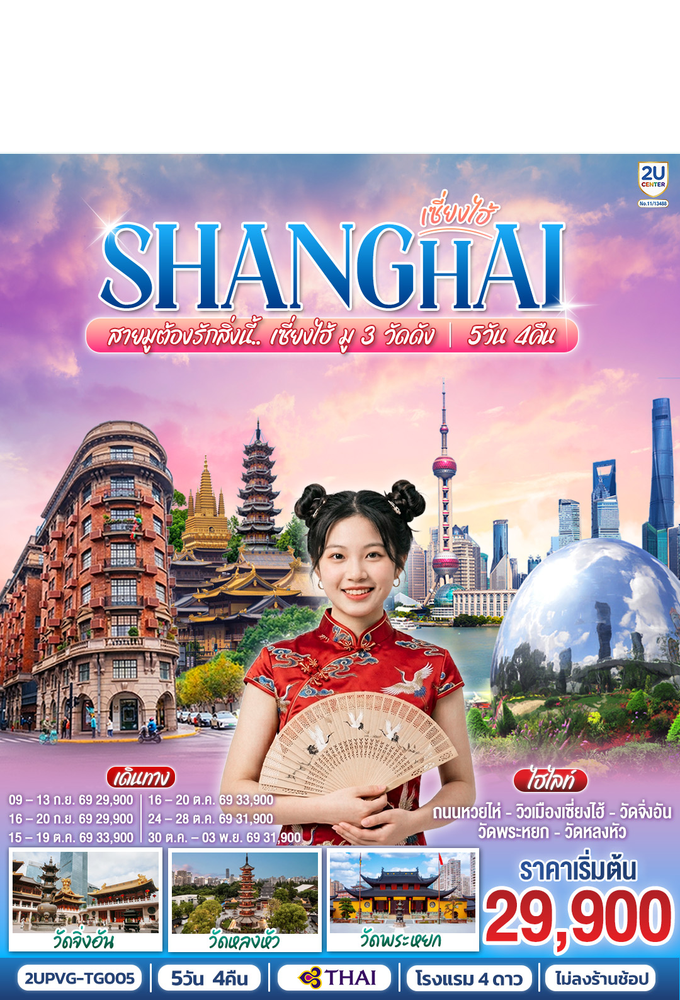 2U
CENTER
No.11/13488
เซี่ยงไฮ้
SHANGHAI
สายมูต้องรักสิ่งนี้.. เซี่ยงไฮ้ มู 3 วัดดัง | 5วัน 4คืน
เดินทาง
09 – 13 ก.ย. 69 29,900
16 – 20 ก.ย. 69 29,900
15 – 19 ต.ค. 69 33,900
16 – 20 ต.ค. 69 33,900
24 – 28 ต.ค. 69 31,900
30 ต.ค. – 03 พ.ย. 69 31,900
ไฮไลท์
ถนนหวยไห่ - วิวเมืองเซี่ยงไฮ้ - วัดจิ่งอัน
วัดพระหยก - วัดหลงหัว
วัดจิ่งอัน
วัดหลงหัว
วัดพระหยก
ราคาเริ่มต้น
29,900
2UPVG-TG005
5วัน 4คืน
THAI
โรงแรม 4 ดาว
ไม่ลงร้านช้อป